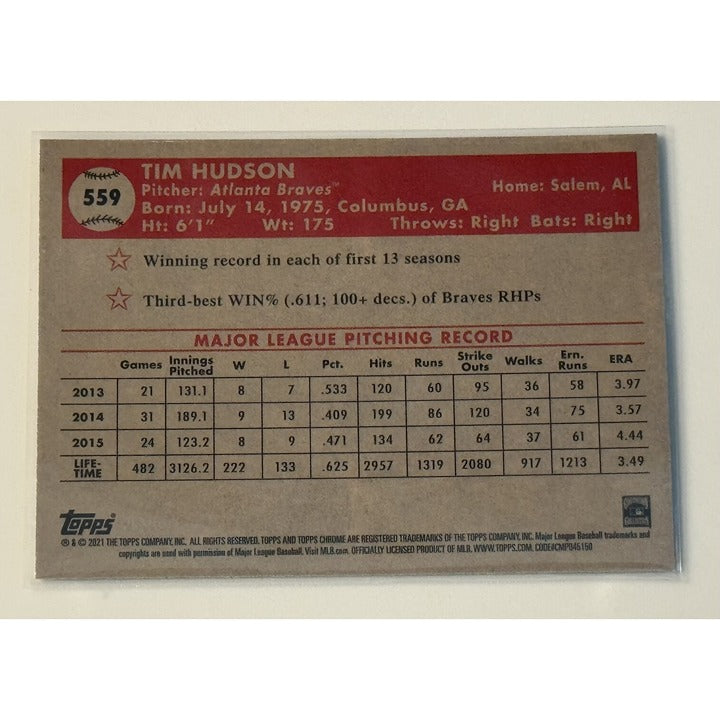 559
TIM HUDSON
Pitcher: Atlanta Braves™
Home: Salem, AL
Born: July 14, 1975, Columbus, GA
Ht: 6'1" Wt: 175 Throws: Right Bats: Right
Winning record in each of first 13 seasons
Third-best WIN% (.611; 100+ decs.) of Braves RHPs
MAJOR LEAGUE PITCHING RECORD
Games Innings Pitched W L Pct. Hits Runs Strike Outs Walks Ern. Runs ERA
2013 21 131.1 8 7 .533 120 60 95 36 58 3.97
2014 31 189.1 9 13 .409 199 86 120 34 75 3.57
2015 24 123.2 8 9 .471 134 62 64 37 61 4.44
LIFE-TIME 482 3126.2 222 133 .625 2957 1319 2080 917 1213 3.49
Topps
® & © 2021 THE TOPPS COMPANY, INC. ALL RIGHTS RESERVED. TOPPS AND TOPPS CHROME ARE REGISTERED TRADEMARKS OF THE TOPPS COMPANY, INC. Major League Baseball trademarks and
copyrights are used with permission of Major League Baseball. Visit MLB.com. OFFICIALLY LICENSED PRODUCT OF MLB. WWW.TOPPS.COM. CODE#CMP045150